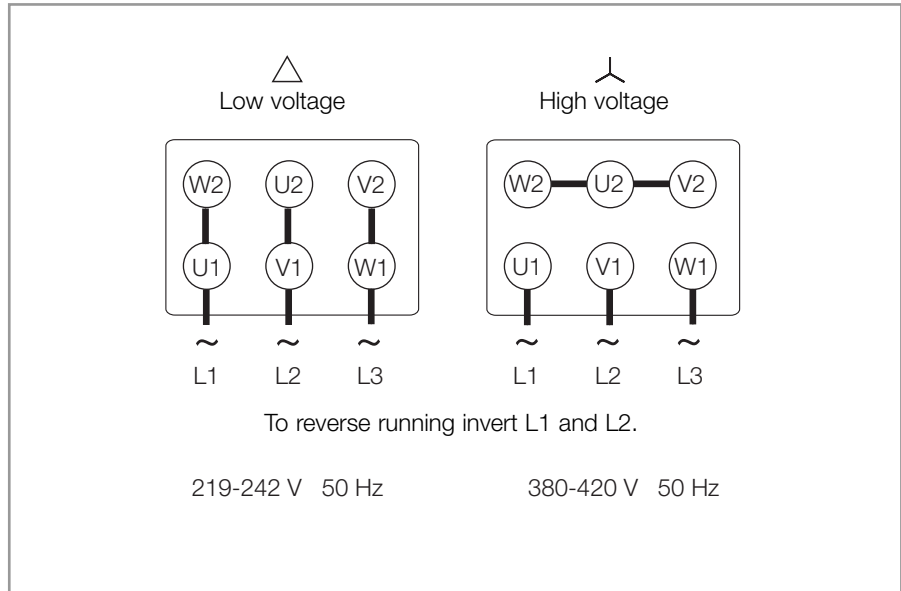 Low voltage High voltage
W2 U2 V2 W2 U2 V2
U1 V1 W1 U1 V1 W1
~ ~ ~ ~ ~ ~
L1 L2 L3 L1 L2 L3
To reverse running invert L1 and L2.
219-242 V 50 Hz 380-420 V 50 Hz